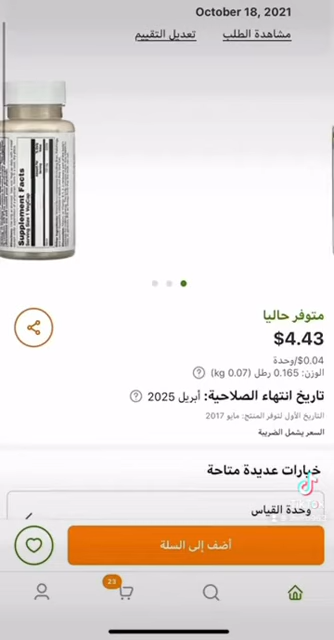 October 18, 2021
مشاهدة الطلب
تعديل التقييم
Supplement Facts
متوفر حاليا
$4.43
$0.04/وحدة
الوزن: 0.165 رطل (0.07 kg)
تاريخ انتهاء الصلاحية: أبريل 2025
التاريخ الأول لتوفر المنتج: مايو 2017
السعر يشمل الضريبة
خيارات عديدة متاحة
وحدة القياس
أضف إلى السلة
23